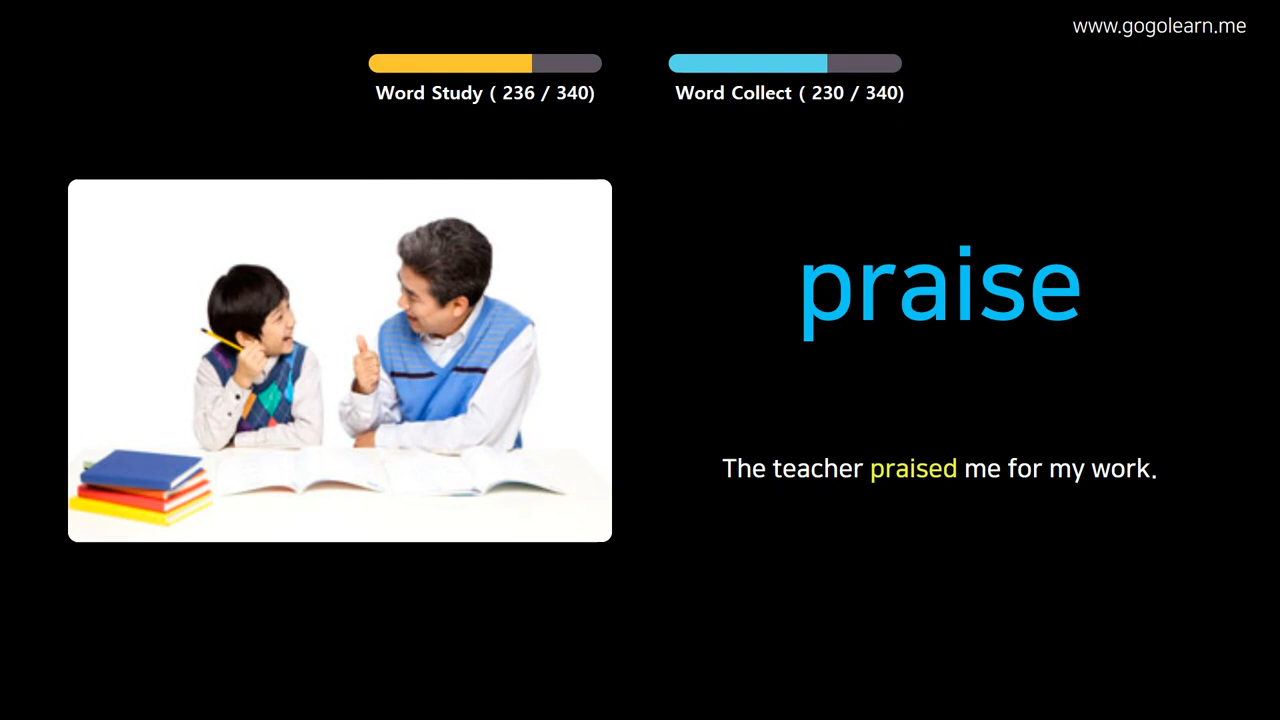 www.gogolearn.me
Word Study ( 236 / 340)
Word Collect ( 230 / 340)
praise
The teacher praised me for my work.